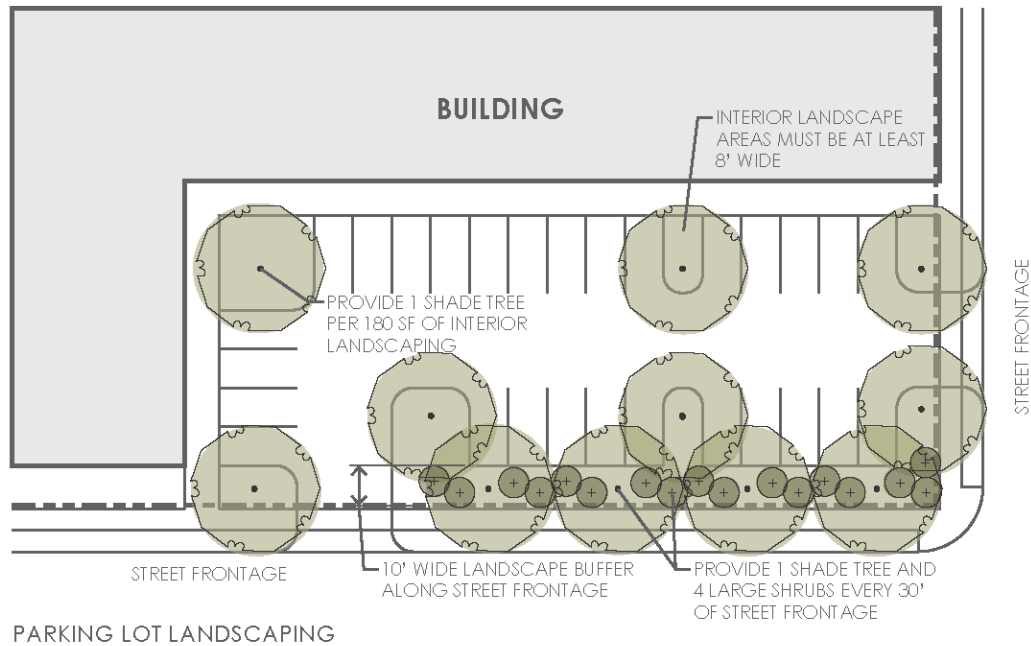 BUILDING
INTERIOR LANDSCAPE
AREAS MUST BE AT LEAST
8' WIDE
PROVIDE 1 SHADE TREE
PER 180 SF OF INTERIOR
LANDSCAPING
STREET FRONTAGE
STREET FRONTAGE
10' WIDE LANDSCAPE BUFFER
ALONG STREET FRONTAGE
PROVIDE 1 SHADE TREE AND
4 LARGE SHRUBS EVERY 30'
OF STREET FRONTAGE
PARKING LOT LANDSCAPING